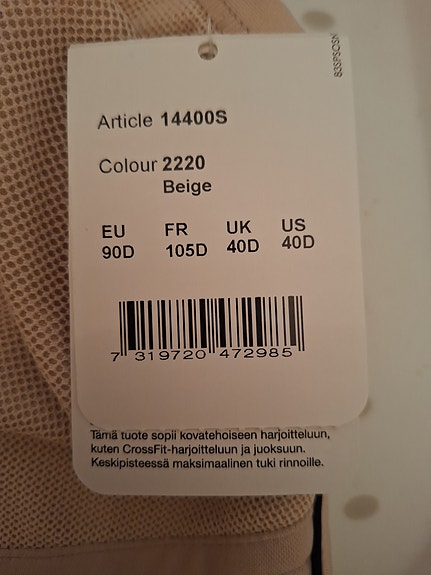 83SPSOSN
Article 14400S
Colour 2220
Beige
EU FR UK US
90D 105D 40D 40D
7 319720 472985
Tämä tuote sopii kovatehoiseen harjoitteluun,
kuten CrossFit-harjoitteluun ja juoksuun.
Keskipisteessä maksimaalinen tuki rinnoille.